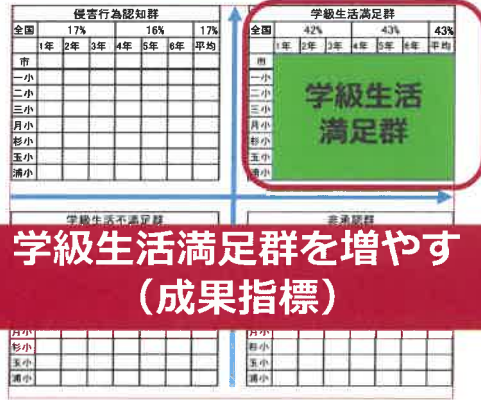 侵害行為認知群
全国 17% 16% 17%
1年 2年 3年 4年 5年 6年 平均
市
一小
二小
三小
月小
杉小
玉小
浦小
学級生活満足群
全国 42% 43% 43%
1年 2年 3年 4年 5年 6年 平均
市
一小
二小
三小
月小
杉小
玉小
浦小
学級生活
満足群
学級生活不満足群
非承認群
学級生活満足群を増やす
(成果指標)
月小
杉小
玉小
浦小
月小
杉小
玉小
浦小